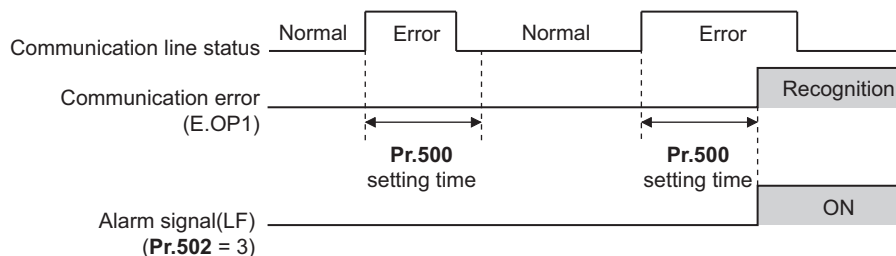 Normal Error Normal Error
Communication line status
Communication error
(E.OP1)
Recognition
Pr.500
setting time
Pr.500
setting time
Alarm signal(LF)
(Pr.502 = 3)
ON